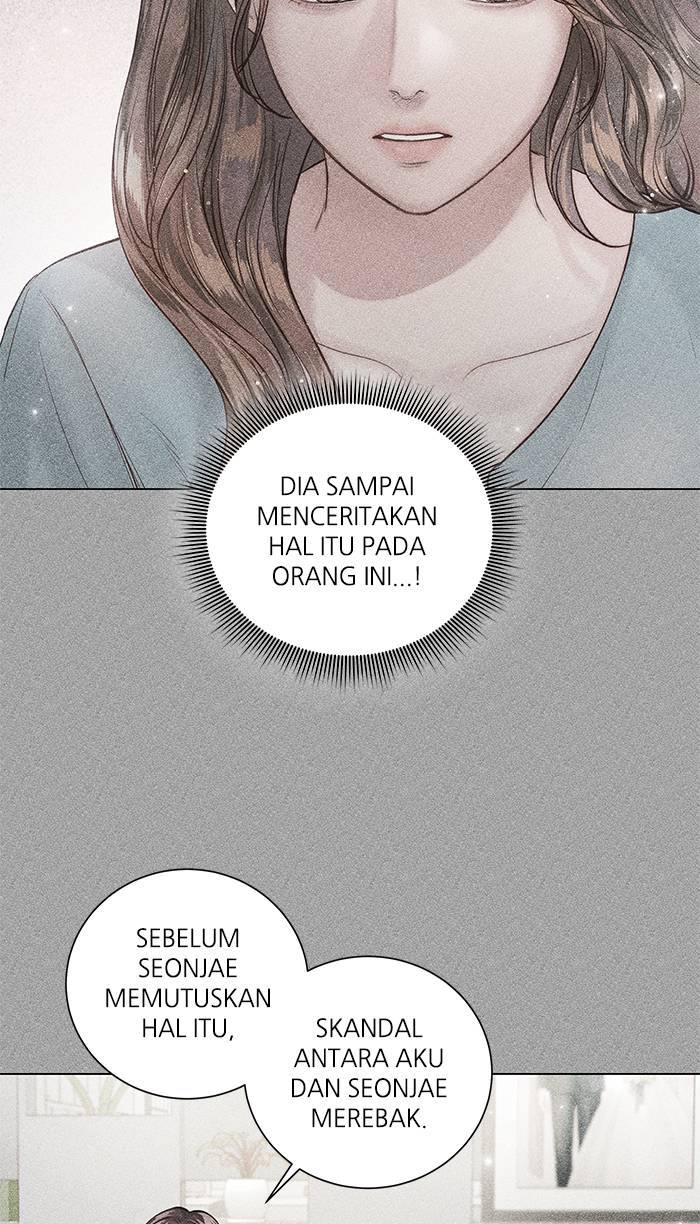 DIA SAMPAI
MENCERITAKAN
HAL ITU PADA
ORANG INI...!
SEBELUM
SEONJAE
MEMUTUSKAN
HAL ITU,
SKANDAL
ANTARA AKU
DAN SEONJAE
MEREBAK.